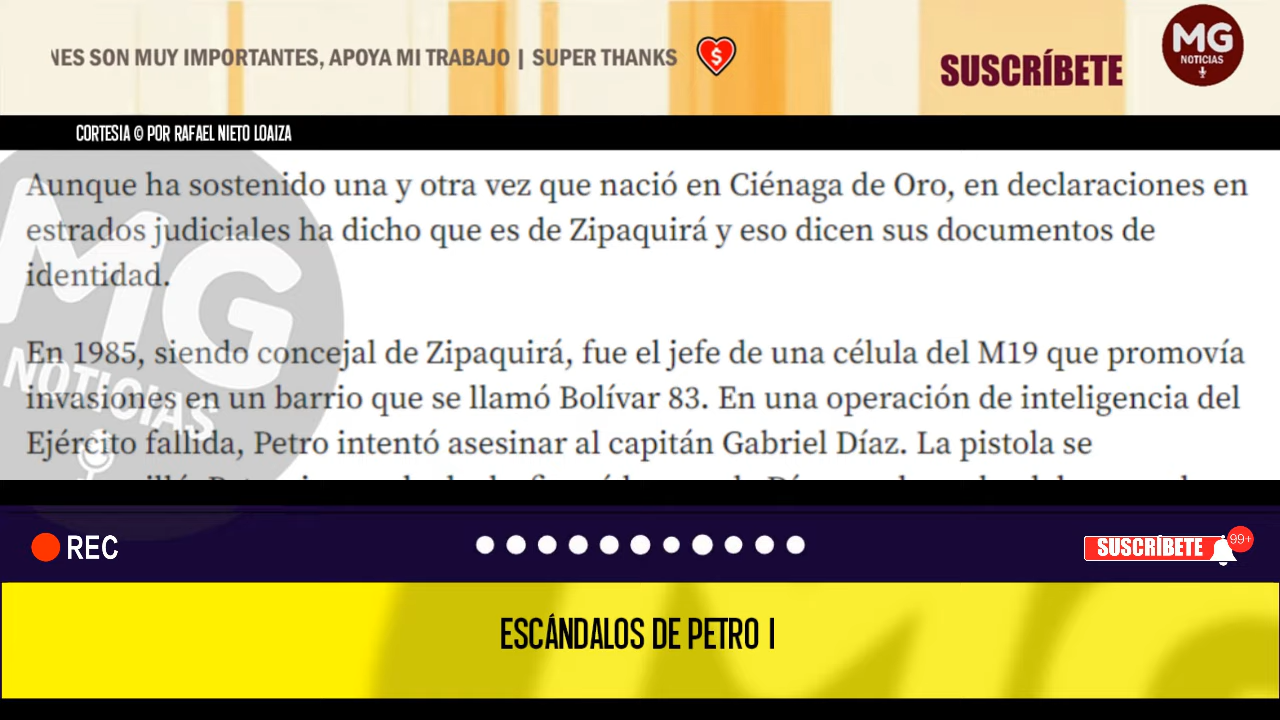 NES SON MUY IMPORTANTES, APOYA MI TRABAJO | SUPER THANKS
SUSCRÍBETE
MG
NOTICIAS
CORTESIA © POR RAFAEL NIETO LOAIZA
Aunque ha sostenido una y otra vez que nació en Ciénaga de Oro, en declaraciones en
estrados judiciales ha dicho que es de Zipaquirá y eso dicen sus documentos de
identidad.
En 1985, siendo concejal de Zipaquirá, fue el jefe de una célula del M19 que promovía
invasiones en un barrio que se llamó Bolívar 83. En una operación de inteligencia del
Ejército fallida, Petro intentó asesinar al capitán Gabriel Díaz. La pistola se
MG
NOTICIAS
REC
SUSCRÍBETE
99+
ESCÁNDALOS DE PETRO I